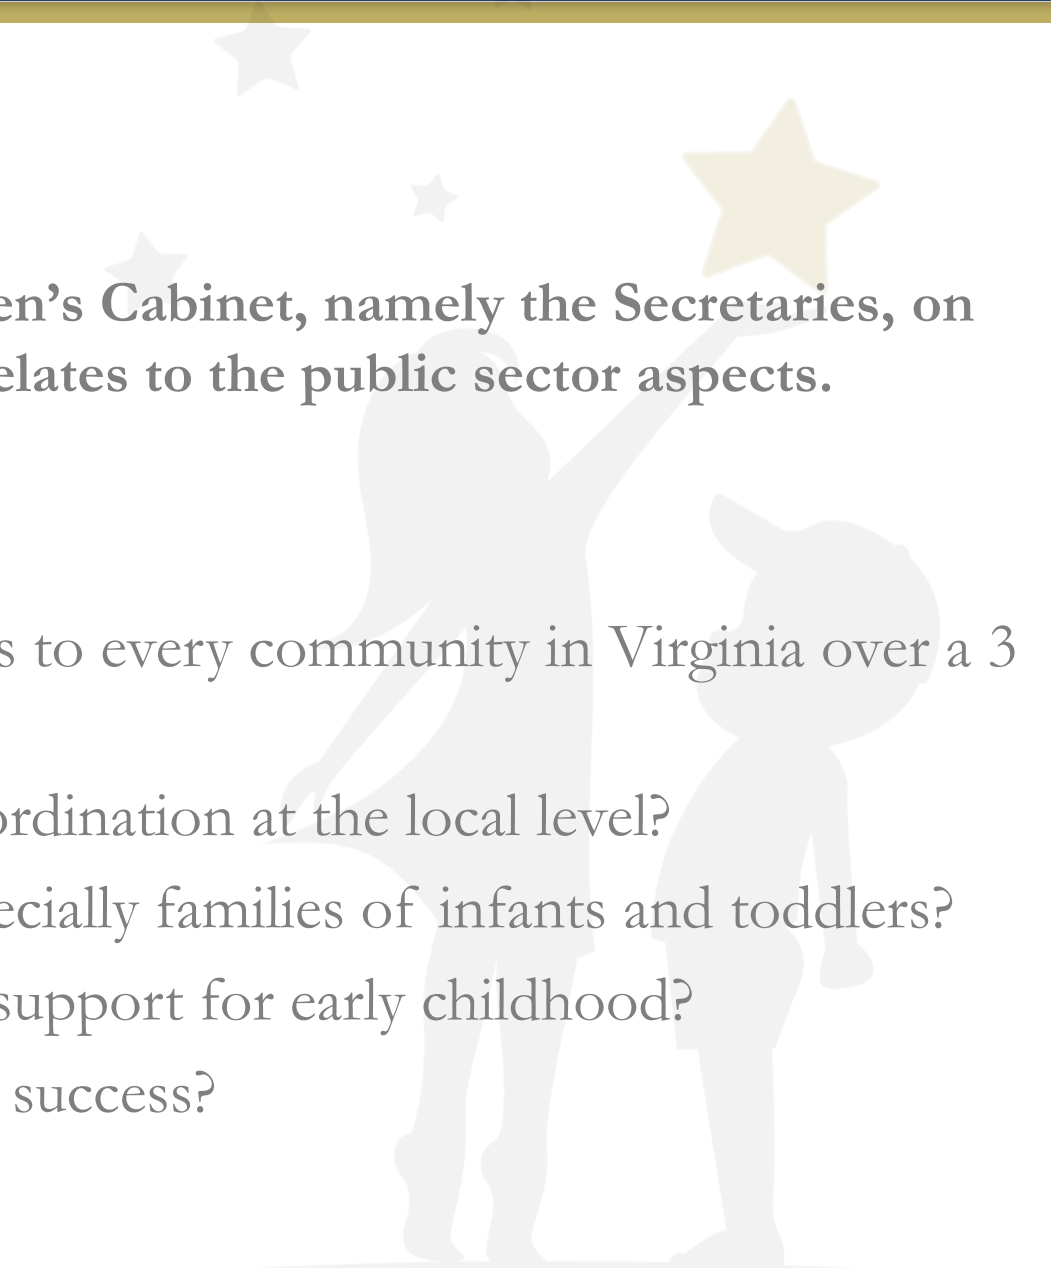 en’s Cabinet, namely the Secretaries, on
elates to the public sector aspects.
s to every community in Virginia over a 3
ordination at the local level?
ecially families of infants and toddlers?
support for early childhood?
success?